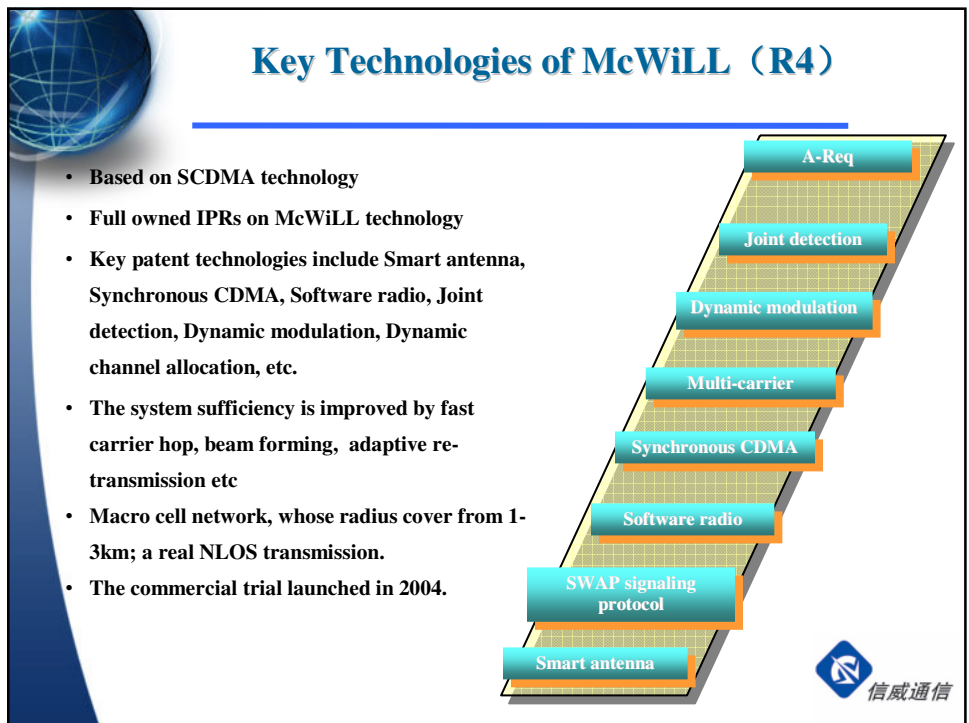 Key Technologies of McWiLL（R4）
• Based on SCDMA technology
• Full owned IPRs on McWiLL technology
• Key patent technologies include Smart antenna,
Synchronous CDMA, Software radio, Joint
detection, Dynamic modulation, Dynamic
channel allocation, etc.
• The system sufficiency is improved by fast
carrier hop, beam forming, adaptive re-
transmission etc
• Macro cell network, whose radius cover from 1-
3km; a real NLOS transmission.
• The commercial trial launched in 2004.
A-Req
Joint detection
Dynamic modulation
Multi-carrier
Synchronous CDMA
Software radio
SWAP signaling
protocol
Smart antenna
信威通信